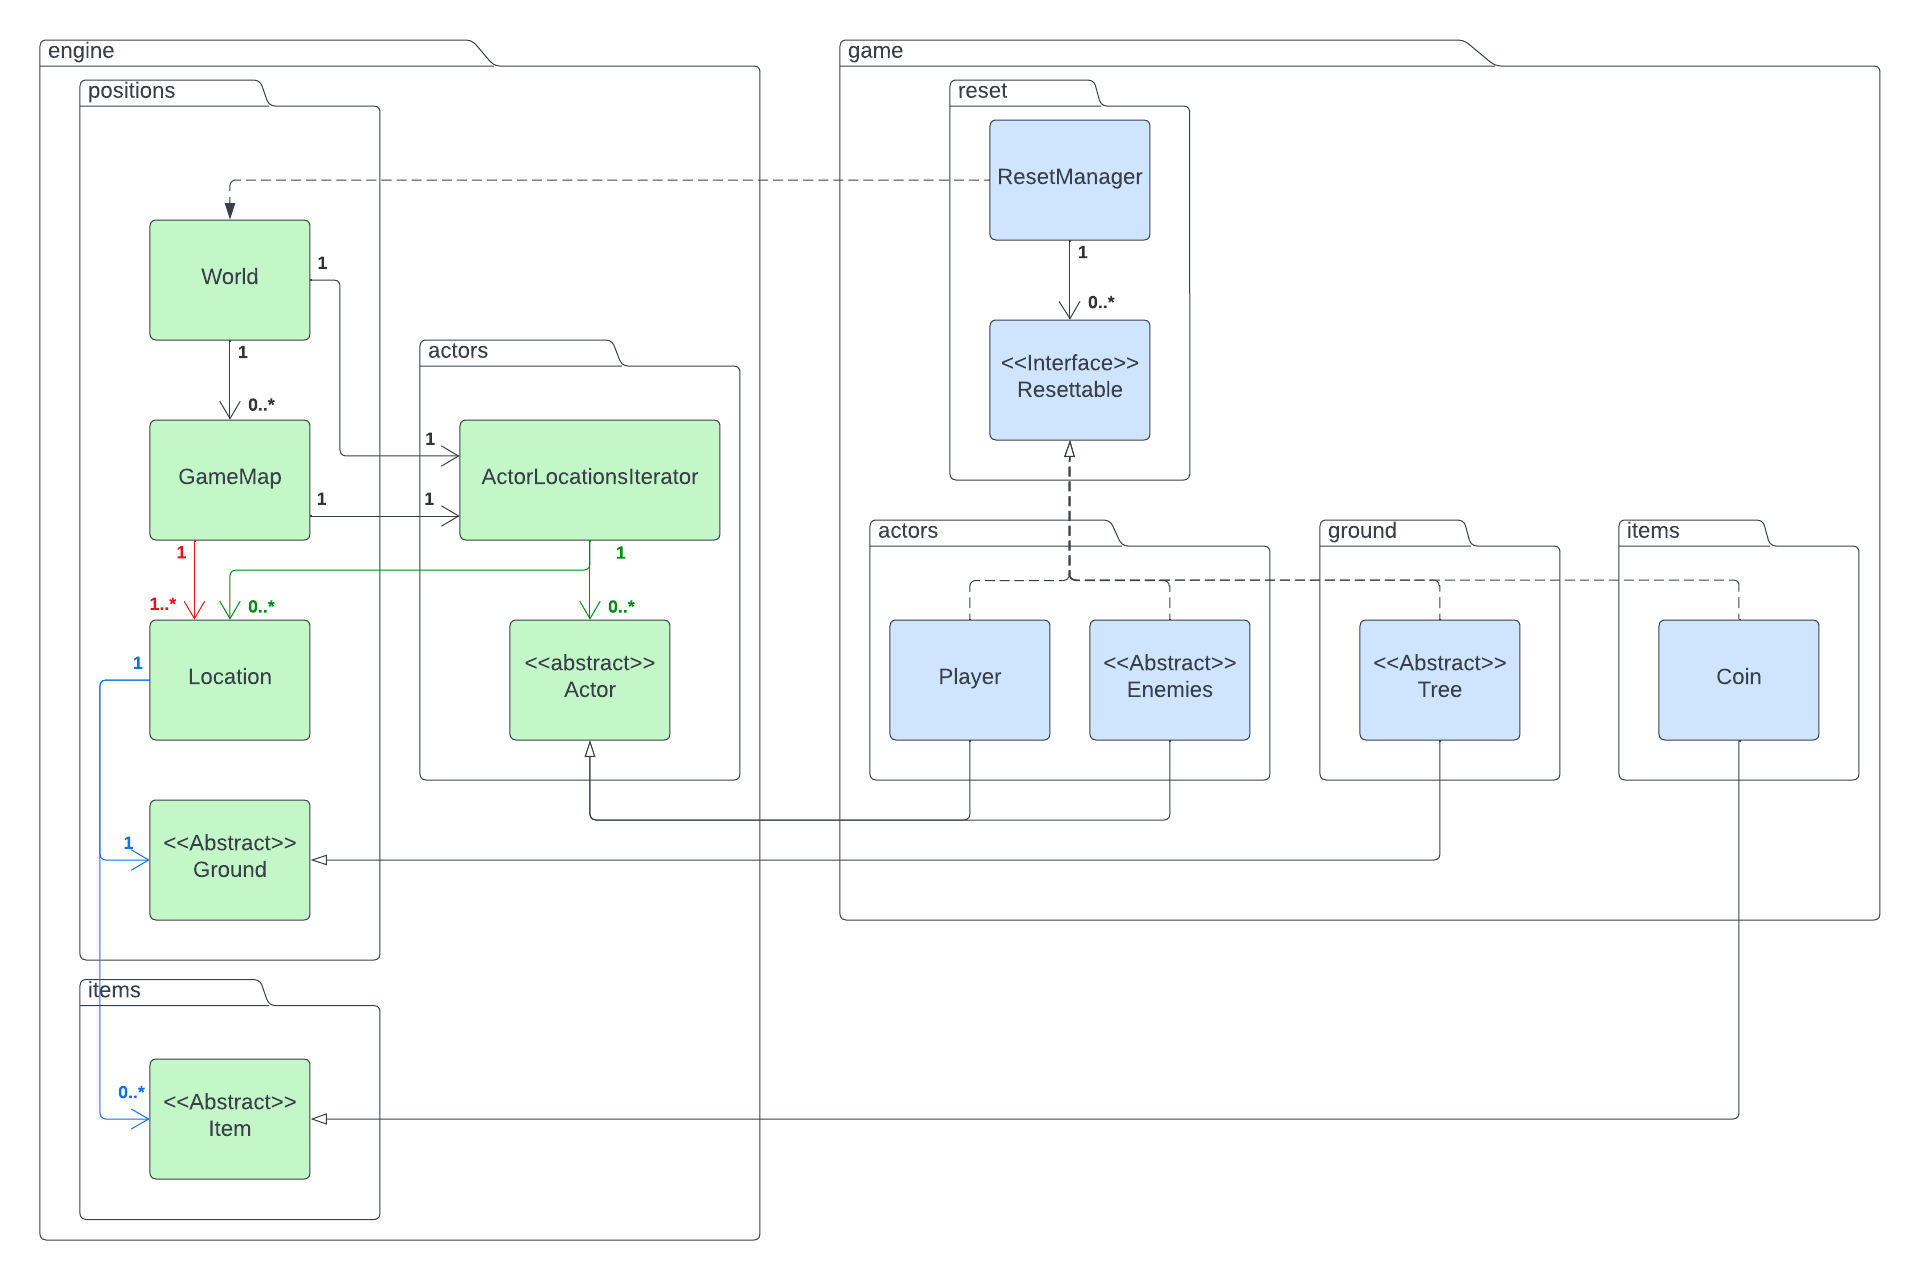 engine
positions
World
1
1
0..*
GameMap
1
1
1..*
0..*
Location
1
1
<<Abstract>>
Ground
items
0..*
<<Abstract>>
Item
actors
1
1
ActorLocationsIterator
1
0..*
<<abstract>>
Actor
game
reset
ResetManager
1
0..*
<<Interface>>
Resettable
actors
Player
<<Abstract>>
Enemies
ground
<<Abstract>>
Tree
items
Coin